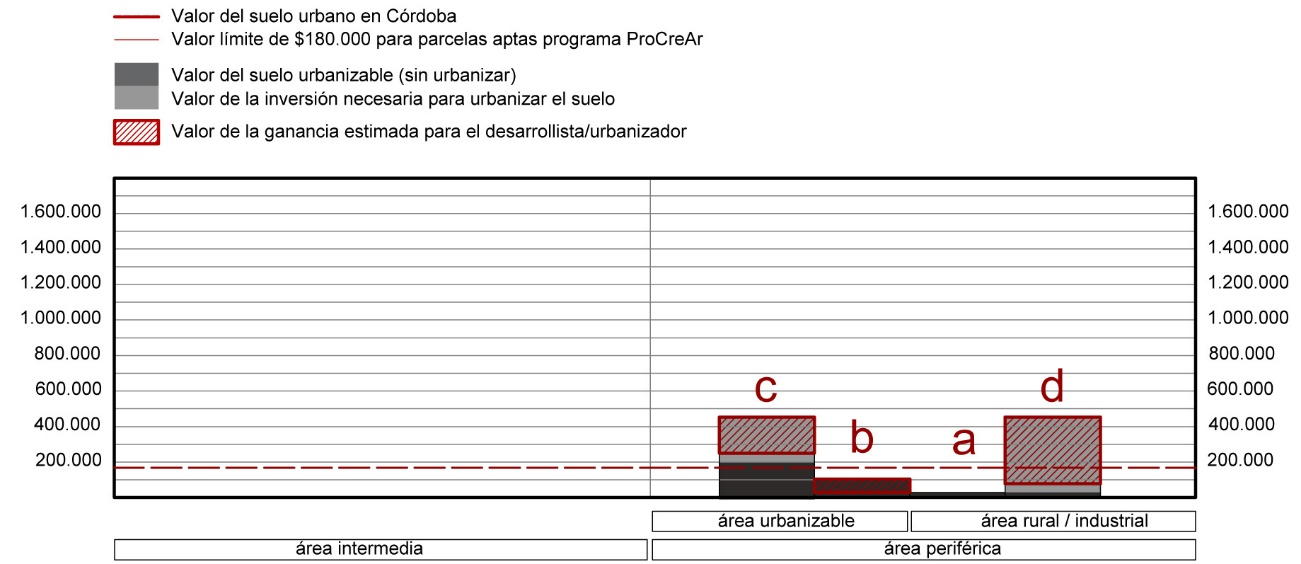 Valor del suelo urbano en Córdoba
Valor límite de $180.000 para parcelas aptas programa ProCreAr
Valor del suelo urbanizable (sin urbanizar)
Valor de la inversión necesaria para urbanizar el suelo
Valor de la ganancia estimada para el desarrollista/urbanizador
1.600.000 1.600.000
1.400.000 1.400.000
1.200.000 1.200.000
1.000.000 1.000.000
800.000 800.000
600.000 c d 600.000
400.000 b a 400.000
200.000 200.000
área urbanizable área rural / industrial
área intermedia área periférica